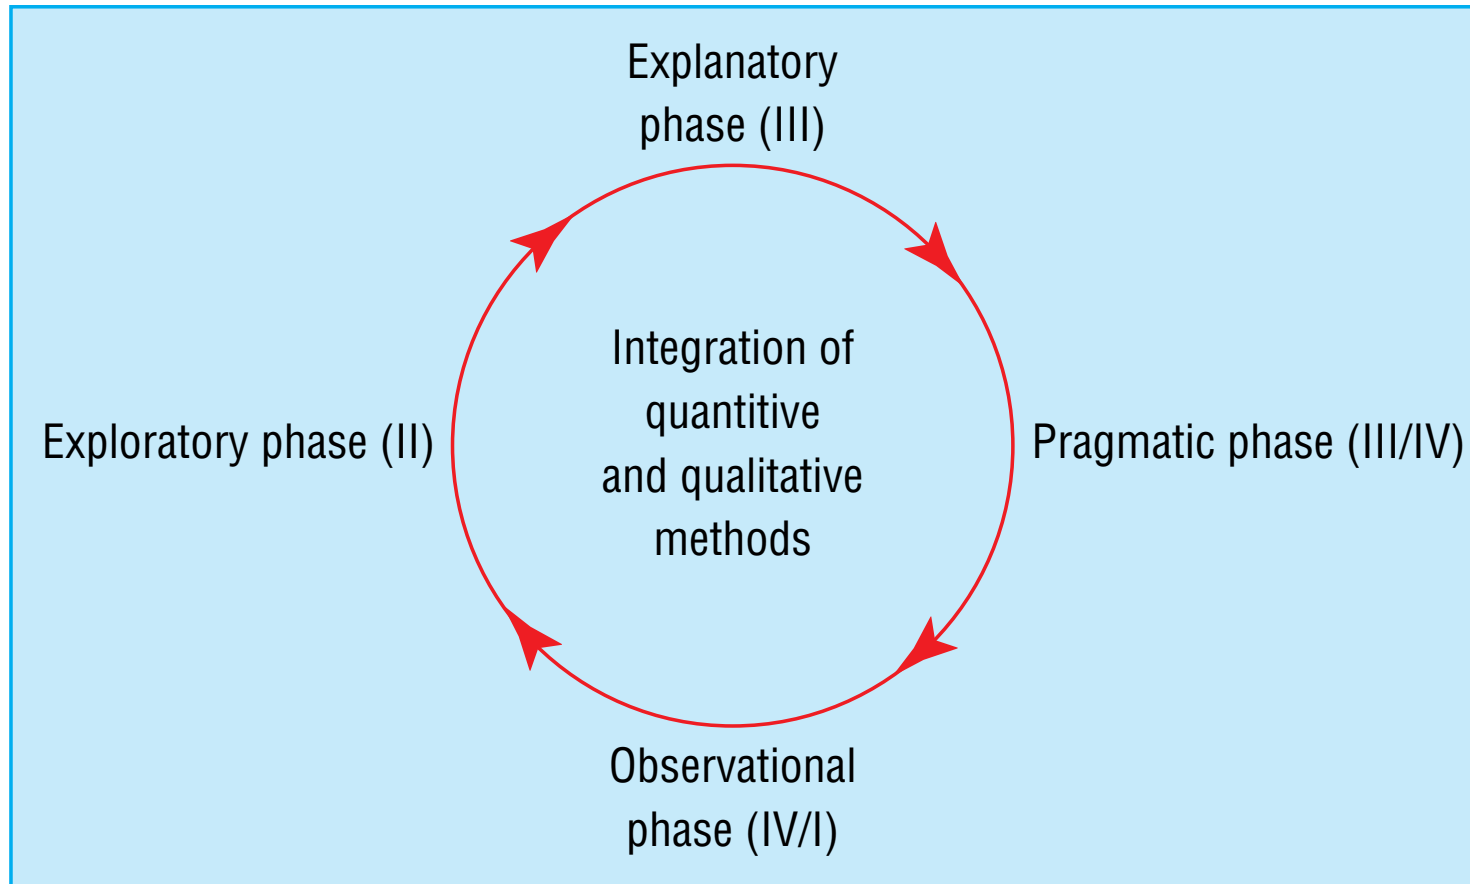 Explanatory
phase (III)
Integration of
quantitive
and qualitative
methods
Exploratory phase (II)
Pragmatic phase (III/IV)
Observational
phase (IV/I)